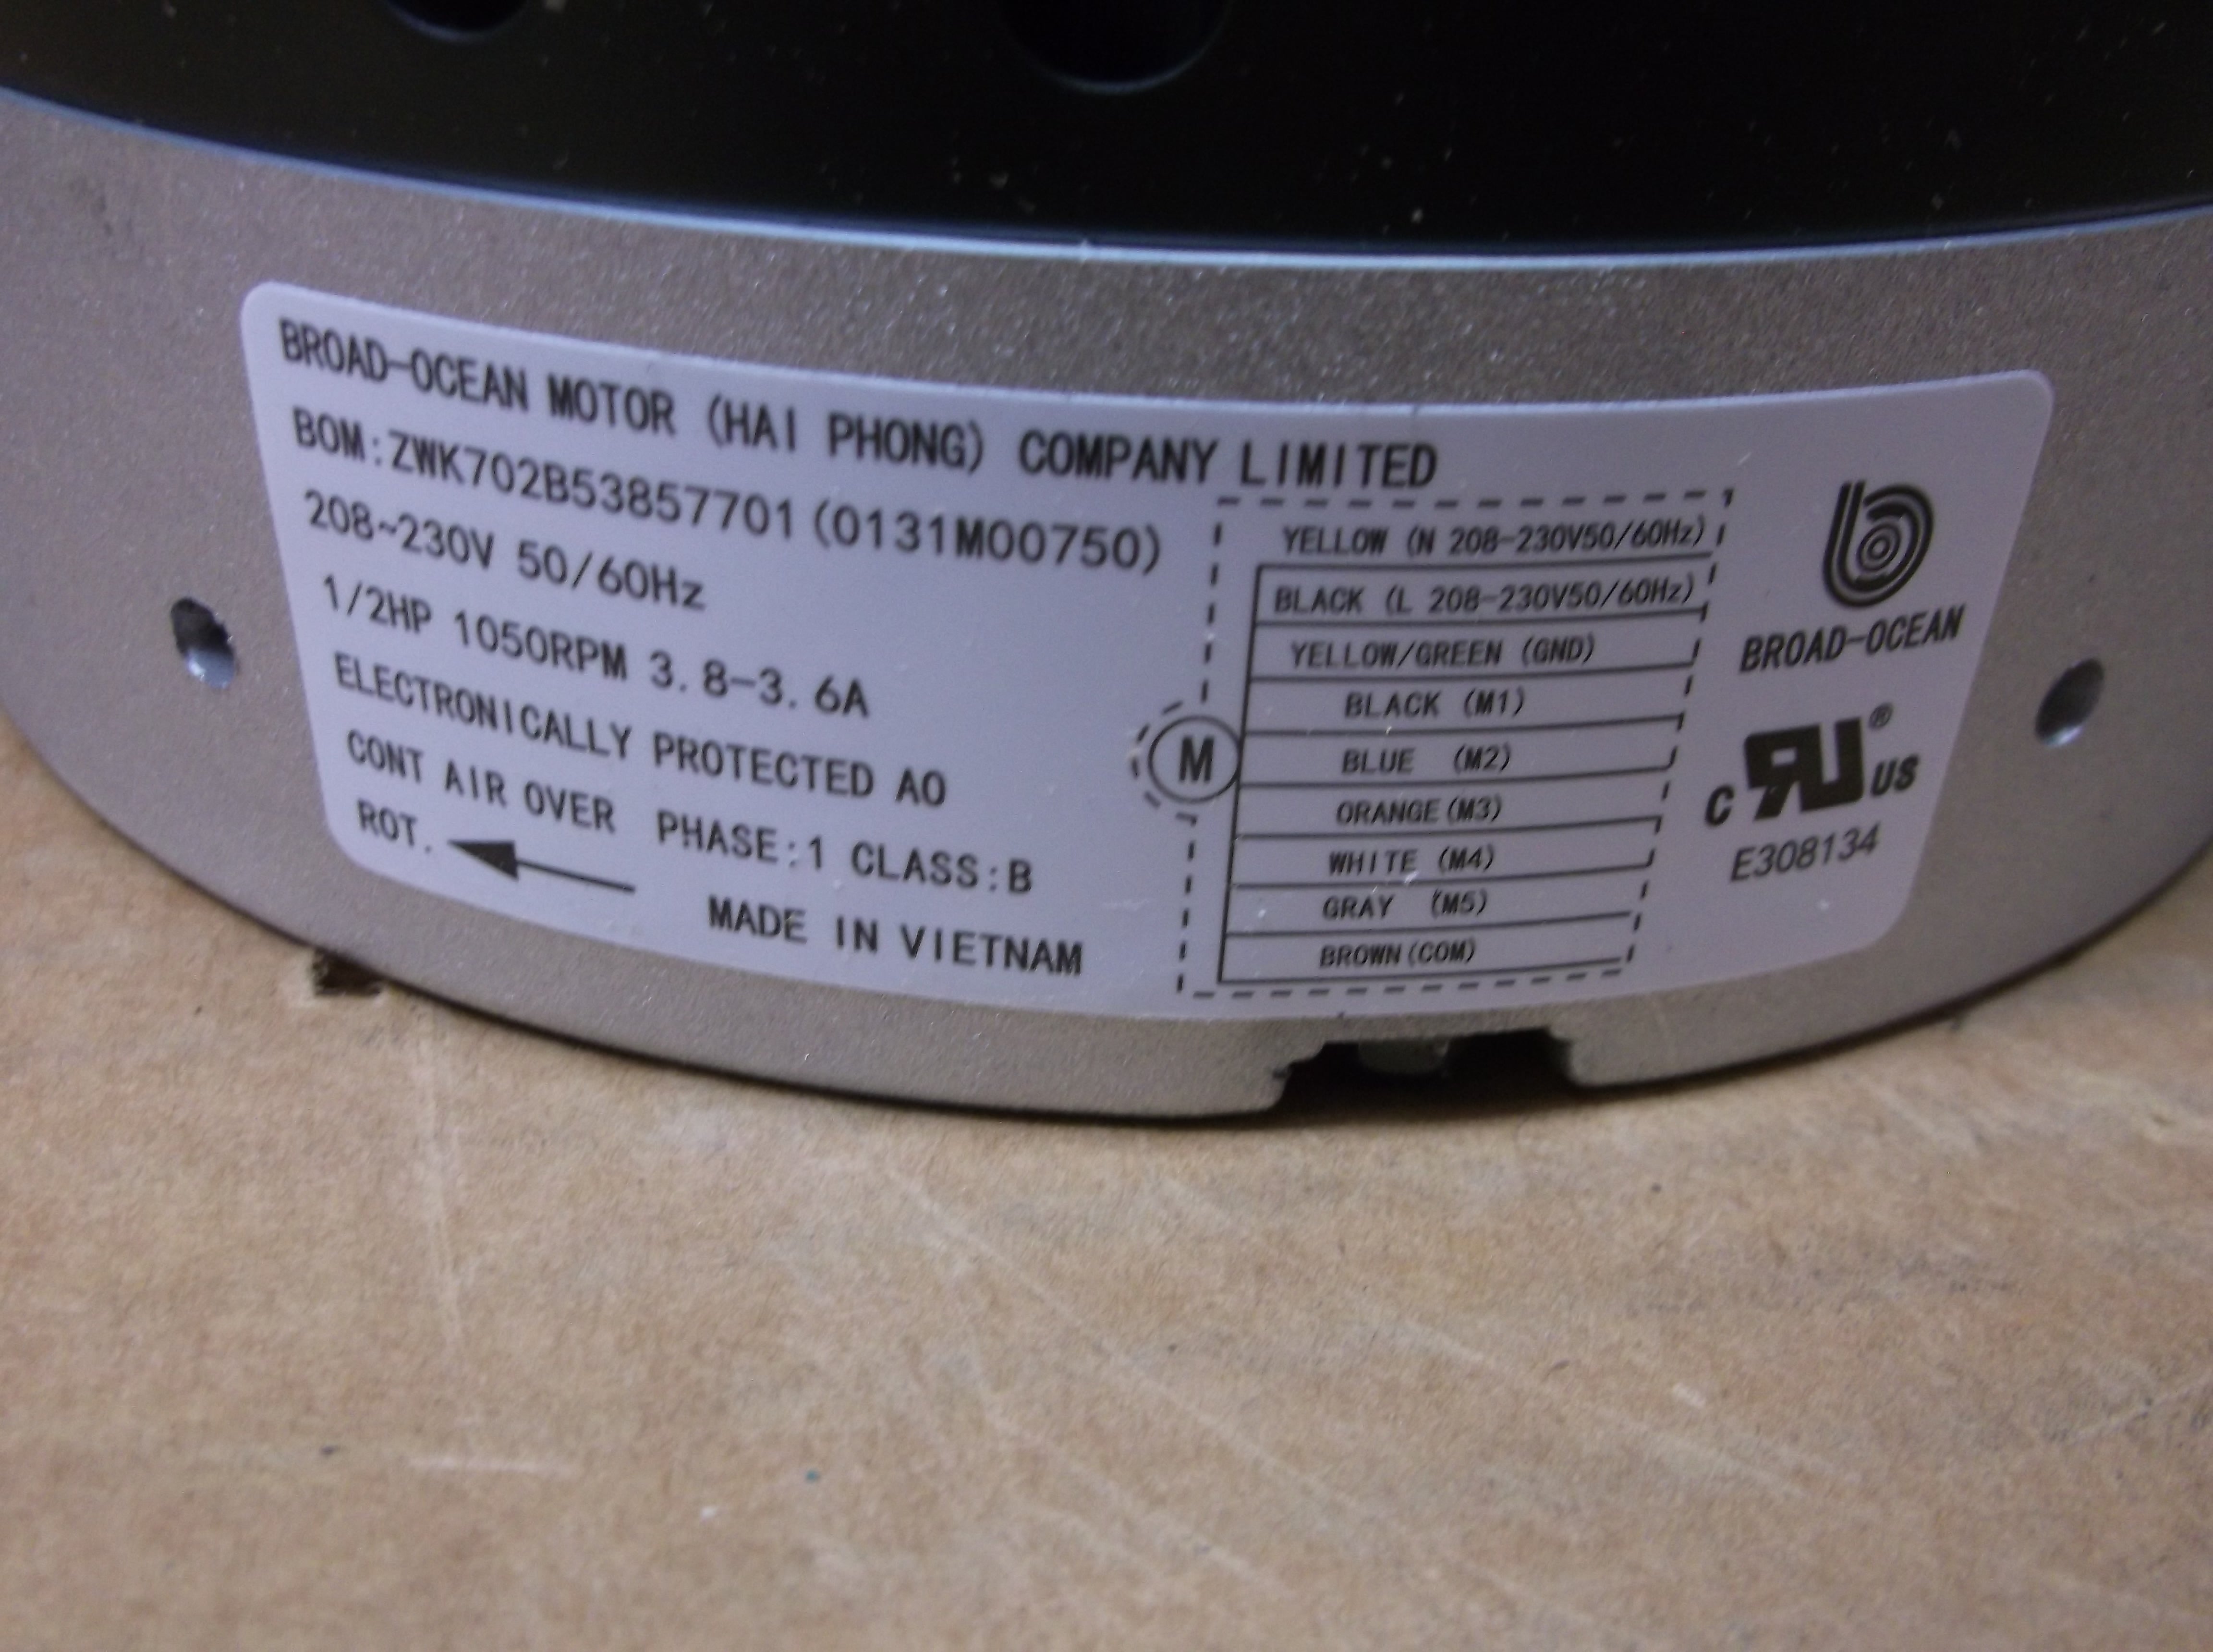 BROAD-OCEAN MOTOR (HAI PHONG) COMPANY LIMITED
BOM:ZWK702B53857701(0131M00750)
208~230V 50/60Hz
1/2HP 1050RPM 3.8-3.6A
ELECTRONICALLY PROTECTED AO
CONT AIR OVER PHASE:1 CLASS:B
ROT.
MADE IN VIETNAM
M
YELLOW (N 208-230V50/60Hz)
BLACK (L 208-230V50/60Hz)
YELLOW/GREEN (GND)
BLACK (M1)
BLUE (M2)
ORANGE(M3)
WHITE (M4)
GRAY (M5)
BROWN(COM)
BROAD-OCEAN
C RU® US
E308134